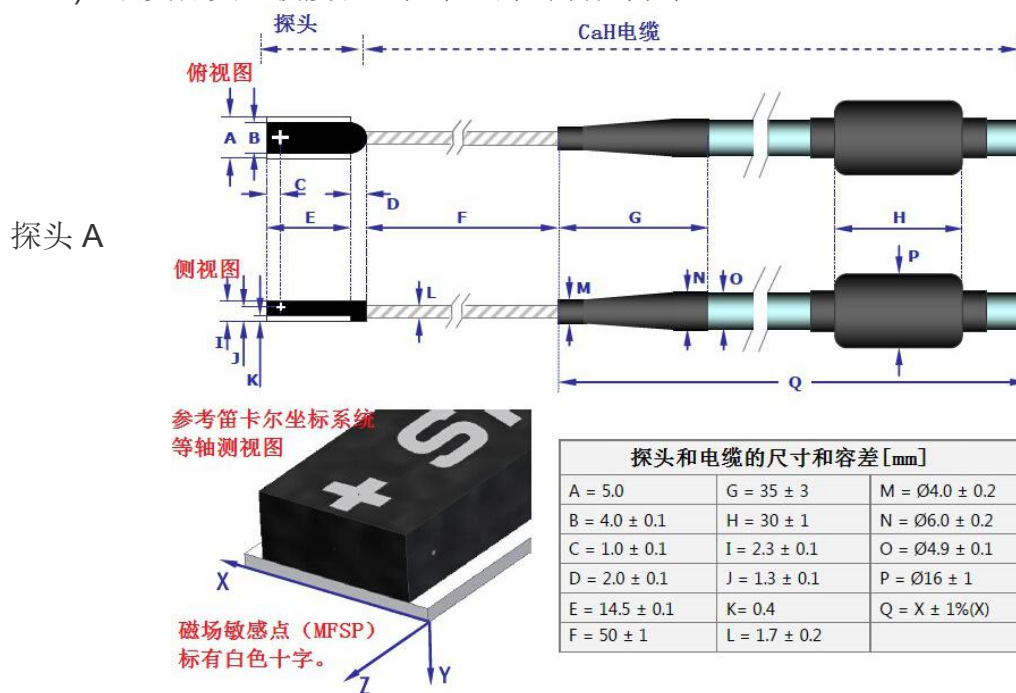 探头
CaH电缆
俯视图
A
B
C
D
E
F
G
H
探头 A
侧视图
P
L
M
N
O
I
J
K
Q
参考笛卡尔坐标系统
等轴测视图
X
磁场敏感点（MFSP）
标有白色十字。
Z
Y
探头和电缆的尺寸和容差[mm]
A = 5.0
G = 35 ± 3
M = Ø4.0 ± 0.2
B = 4.0 ± 0.1
H = 30 ± 1
N = Ø6.0 ± 0.2
C = 1.0 ± 0.1
I = 2.3 ± 0.1
O = Ø4.9 ± 0.1
D = 2.0 ± 0.1
J = 1.3 ± 0.1
P = Ø16 ± 1
E = 14.5 ± 0.1
K= 0.4
Q = X ± 1%(X)
F = 50 ± 1
L = 1.7 ± 0.2